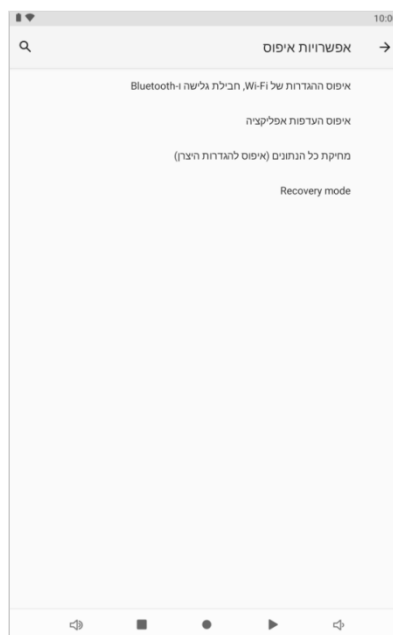 10:0
אפשרויות איפוס
איפוס ההגדרות של Wi-Fi, חבילת גלישה ו-Bluetooth
איפוס העדפות אפליקציה
מחיקת כל הנתונים (איפוס להגדרות היצרן)
Recovery mode